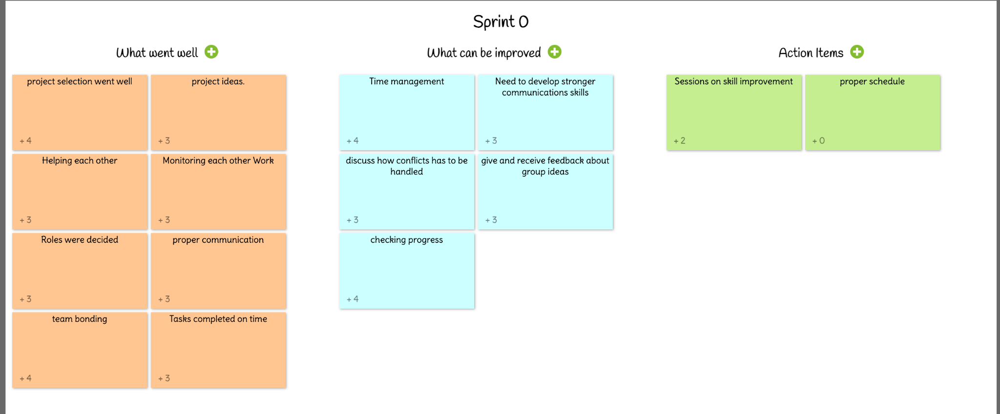 Sprint 0
What went well
project selection went well
+ 4
project ideas.
+ 3
Helping each other
+ 3
Monitoring each other Work
+ 3
Roles were decided
+ 3
proper communication
+ 3
team bonding
+ 4
Tasks completed on time
+ 3
What can be improved
Time management
+ 4
Need to develop stronger
communications skills
+ 3
discuss how conflicts has to be
handled
+ 3
give and receive feedback about
group ideas
+ 3
checking progress
+ 4
Action Items
Sessions on skill improvement
+ 2
proper schedule
+ 0